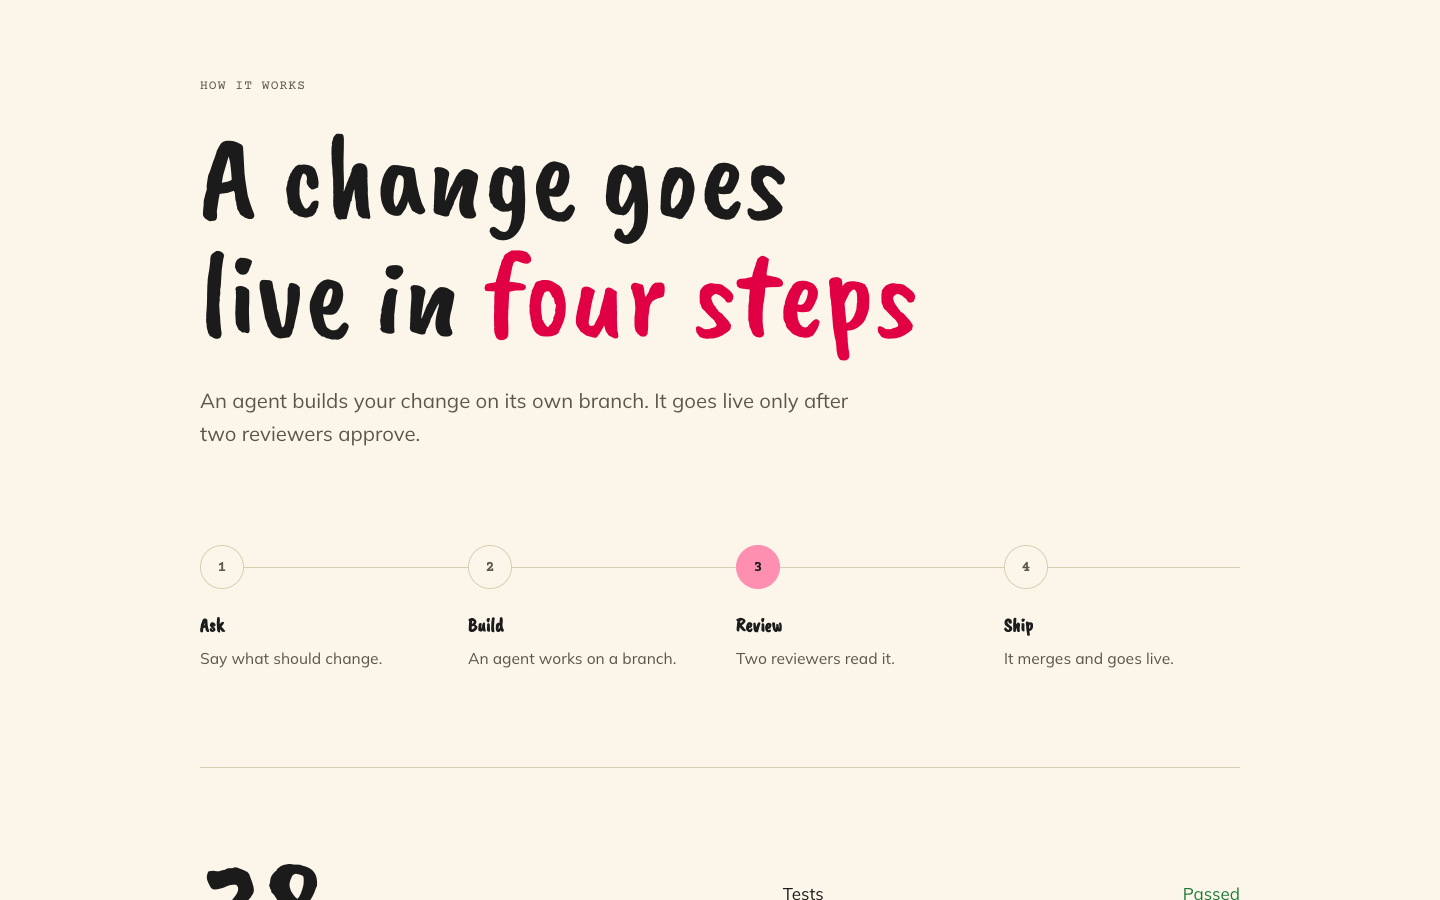 HOW IT WORKS
A change goes
live in four steps
An agent builds your change on its own branch. It goes live only after
two reviewers approve.
1
2
3
4
Ask
Build
Review
Ship
Say what should change.
An agent works on a branch.
Two reviewers read it.
It merges and goes live.
Tests
Passed